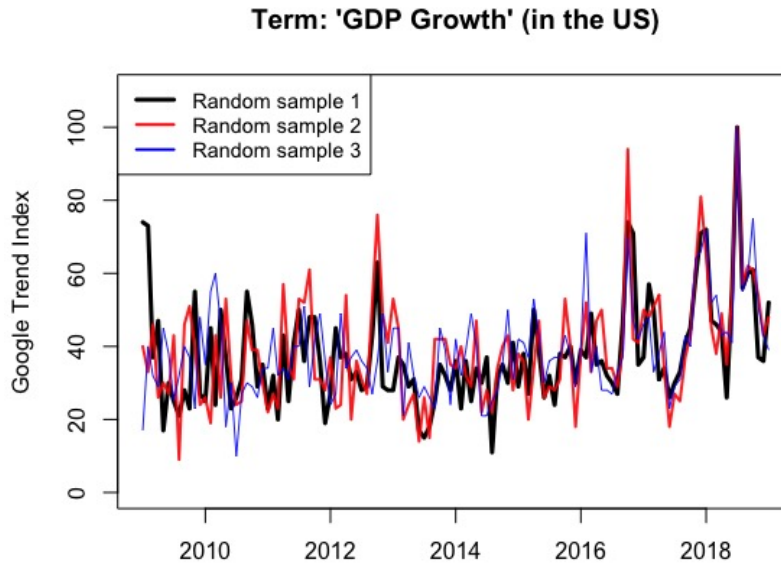 Term: 'GDP Growth' (in the US)
Random sample 1
Random sample 2
Random sample 3
Google Trend Index
100
80
60
40
20
0
2010 2012 2014 2016 2018